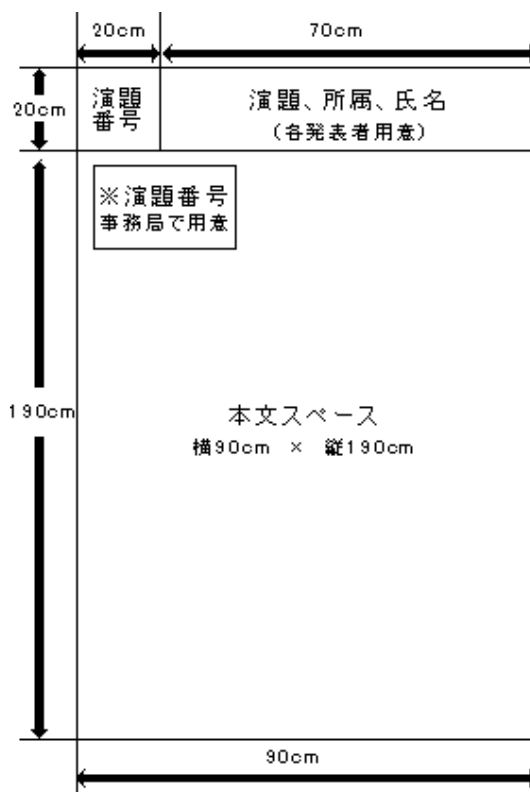 20cm
70cm
20cm
演題
番号
演題、所属、氏名
(各発表者用意)
※演題番号
事務局で用意
190cm
本文スペース
横90cm × 縦190cm
90cm